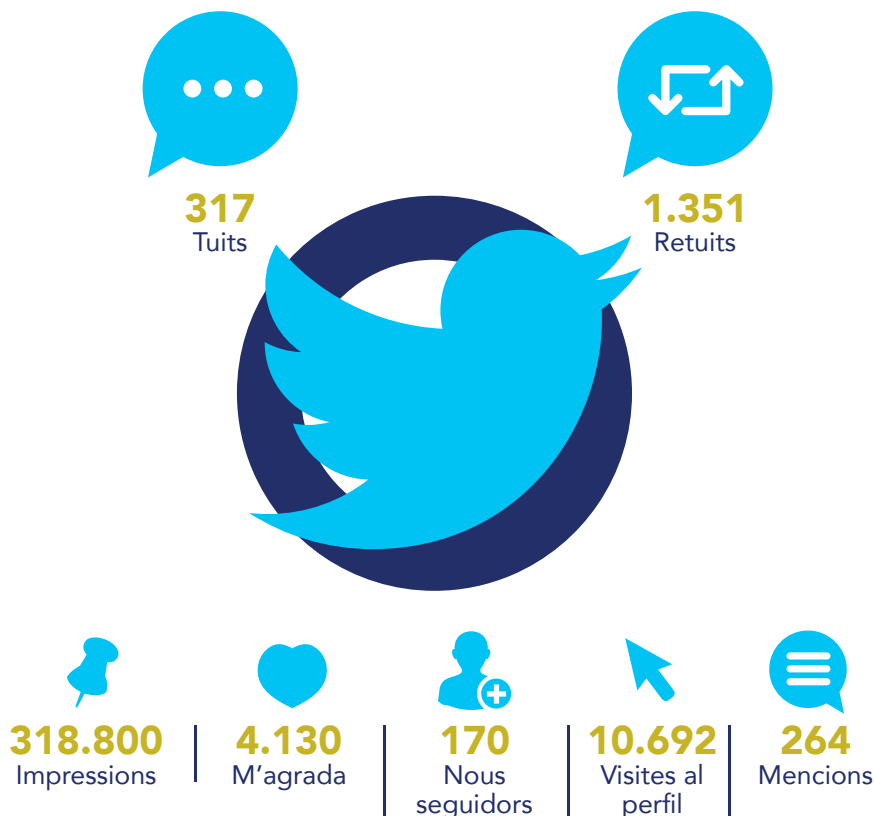 317
Tuits
1.351
Retuits
318.800
Impressions
4.130
M'agrada
170
Nous
seguidors
10.692
Visites al
perfil
264
Mencions